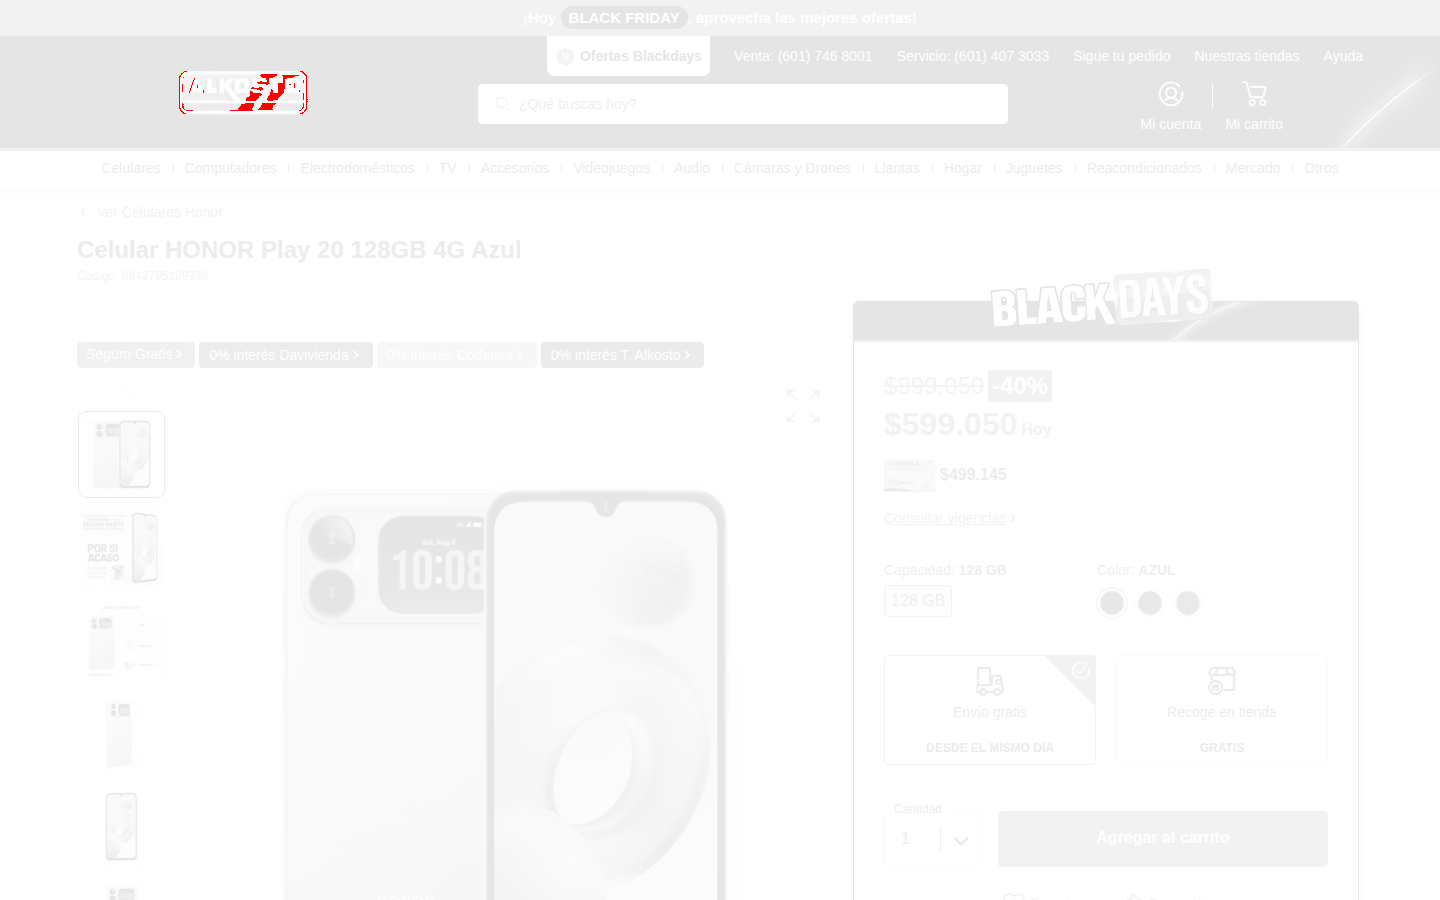 ¡Hoy BLACK FRIDAY, aprovecha las mejores ofertas!
Ofertas Blackdays
Venta: (601) 746 8001
Servicio: (601) 407 3033
Sigue tu pedido
Nuestras tiendas
Ayuda
ALKOSTO
¿Qué buscas hoy?
Mi cuenta
Mi carrito
Celulares
Computadores
Electrodomésticos
TV
Accesorios
Videojuegos
Audio
Cámaras y Drones
Llantas
Hogar
Juguetes
Reacondicionados
Mercado
Otros
Ver Celulares Honor
Celular HONOR Play 20 128GB 4G Azul
Código: 6942785109339
BLACKDAYS
Seguro Gratis
0% interés Davivienda
0% interés Codensa
0% interés T. Alkosto
$999.050 -40%
$599.050 Hoy
$499.145
Consultar vigencias
Capacidad: 128 GB
Color: AZUL
128 GB
POR SI
ACASO
Sat, Aug 9
10:08
Envío gratis
DESDE EL MISMO DIA
Recoge en tienda
GRATIS
Cantidad
1
Agregar al carrito